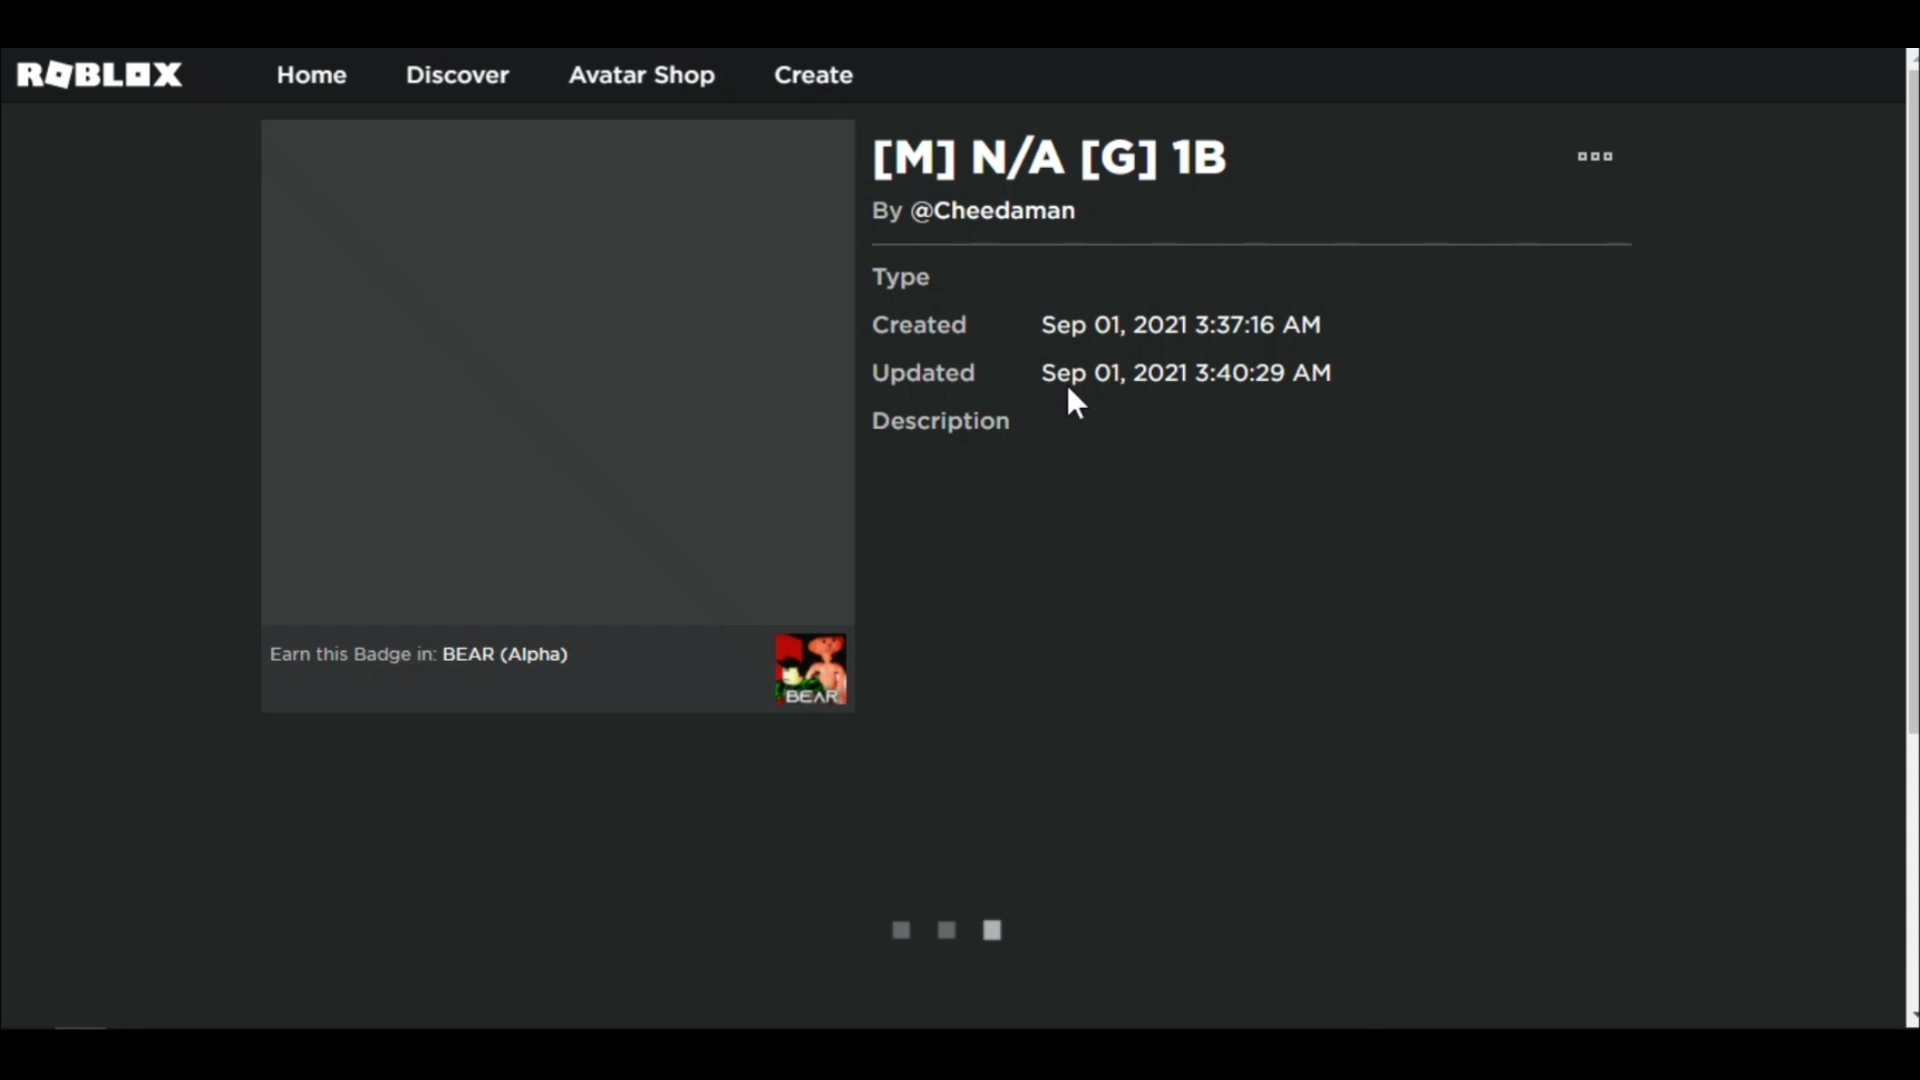 ROBLOX Home Discover Avatar Shop Create
[M] N/A [G] 1B
By @Cheedaman
Type
Created Sep 01, 2021 3:37:16 AM
Updated Sep 01, 2021 3:40:29 AM
Description
Earn this Badge in: BEAR (Alpha)
BEAR